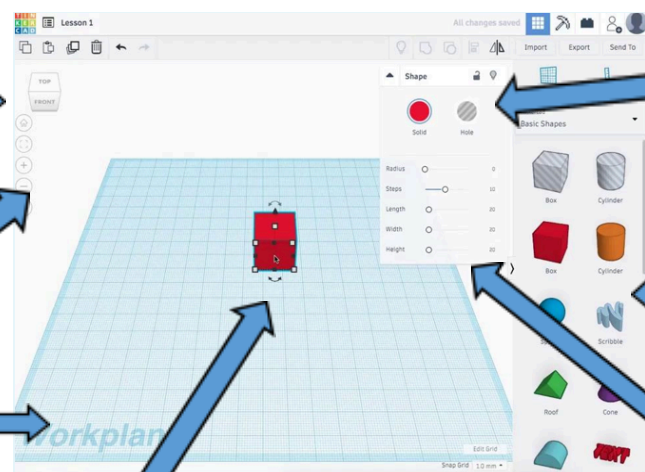 TIN
KER
CAD
Lesson 1
All changes saved
Import
Export
Send To
TOP
FRONT
Shape
Solid
Hole
Radius
0
Steps
10
Length
20
Width
20
Height
20
Basic Shapes
Box
Cylinder
Box
Cylinder
Scribble
Roof
Cone
TEXT
Workplan
Edit Grid
Snap Grid 1.0 mm